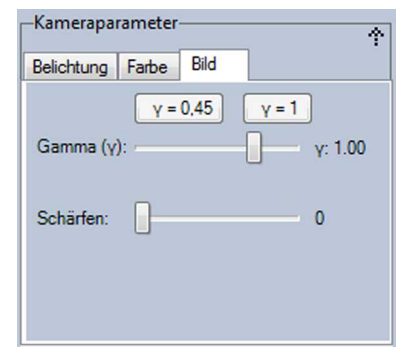 Kameraparameter
Belichtung Farbe Bild
γ = 0,45 γ = 1
Gamma (γ): γ: 1.00
Schärfen: 0